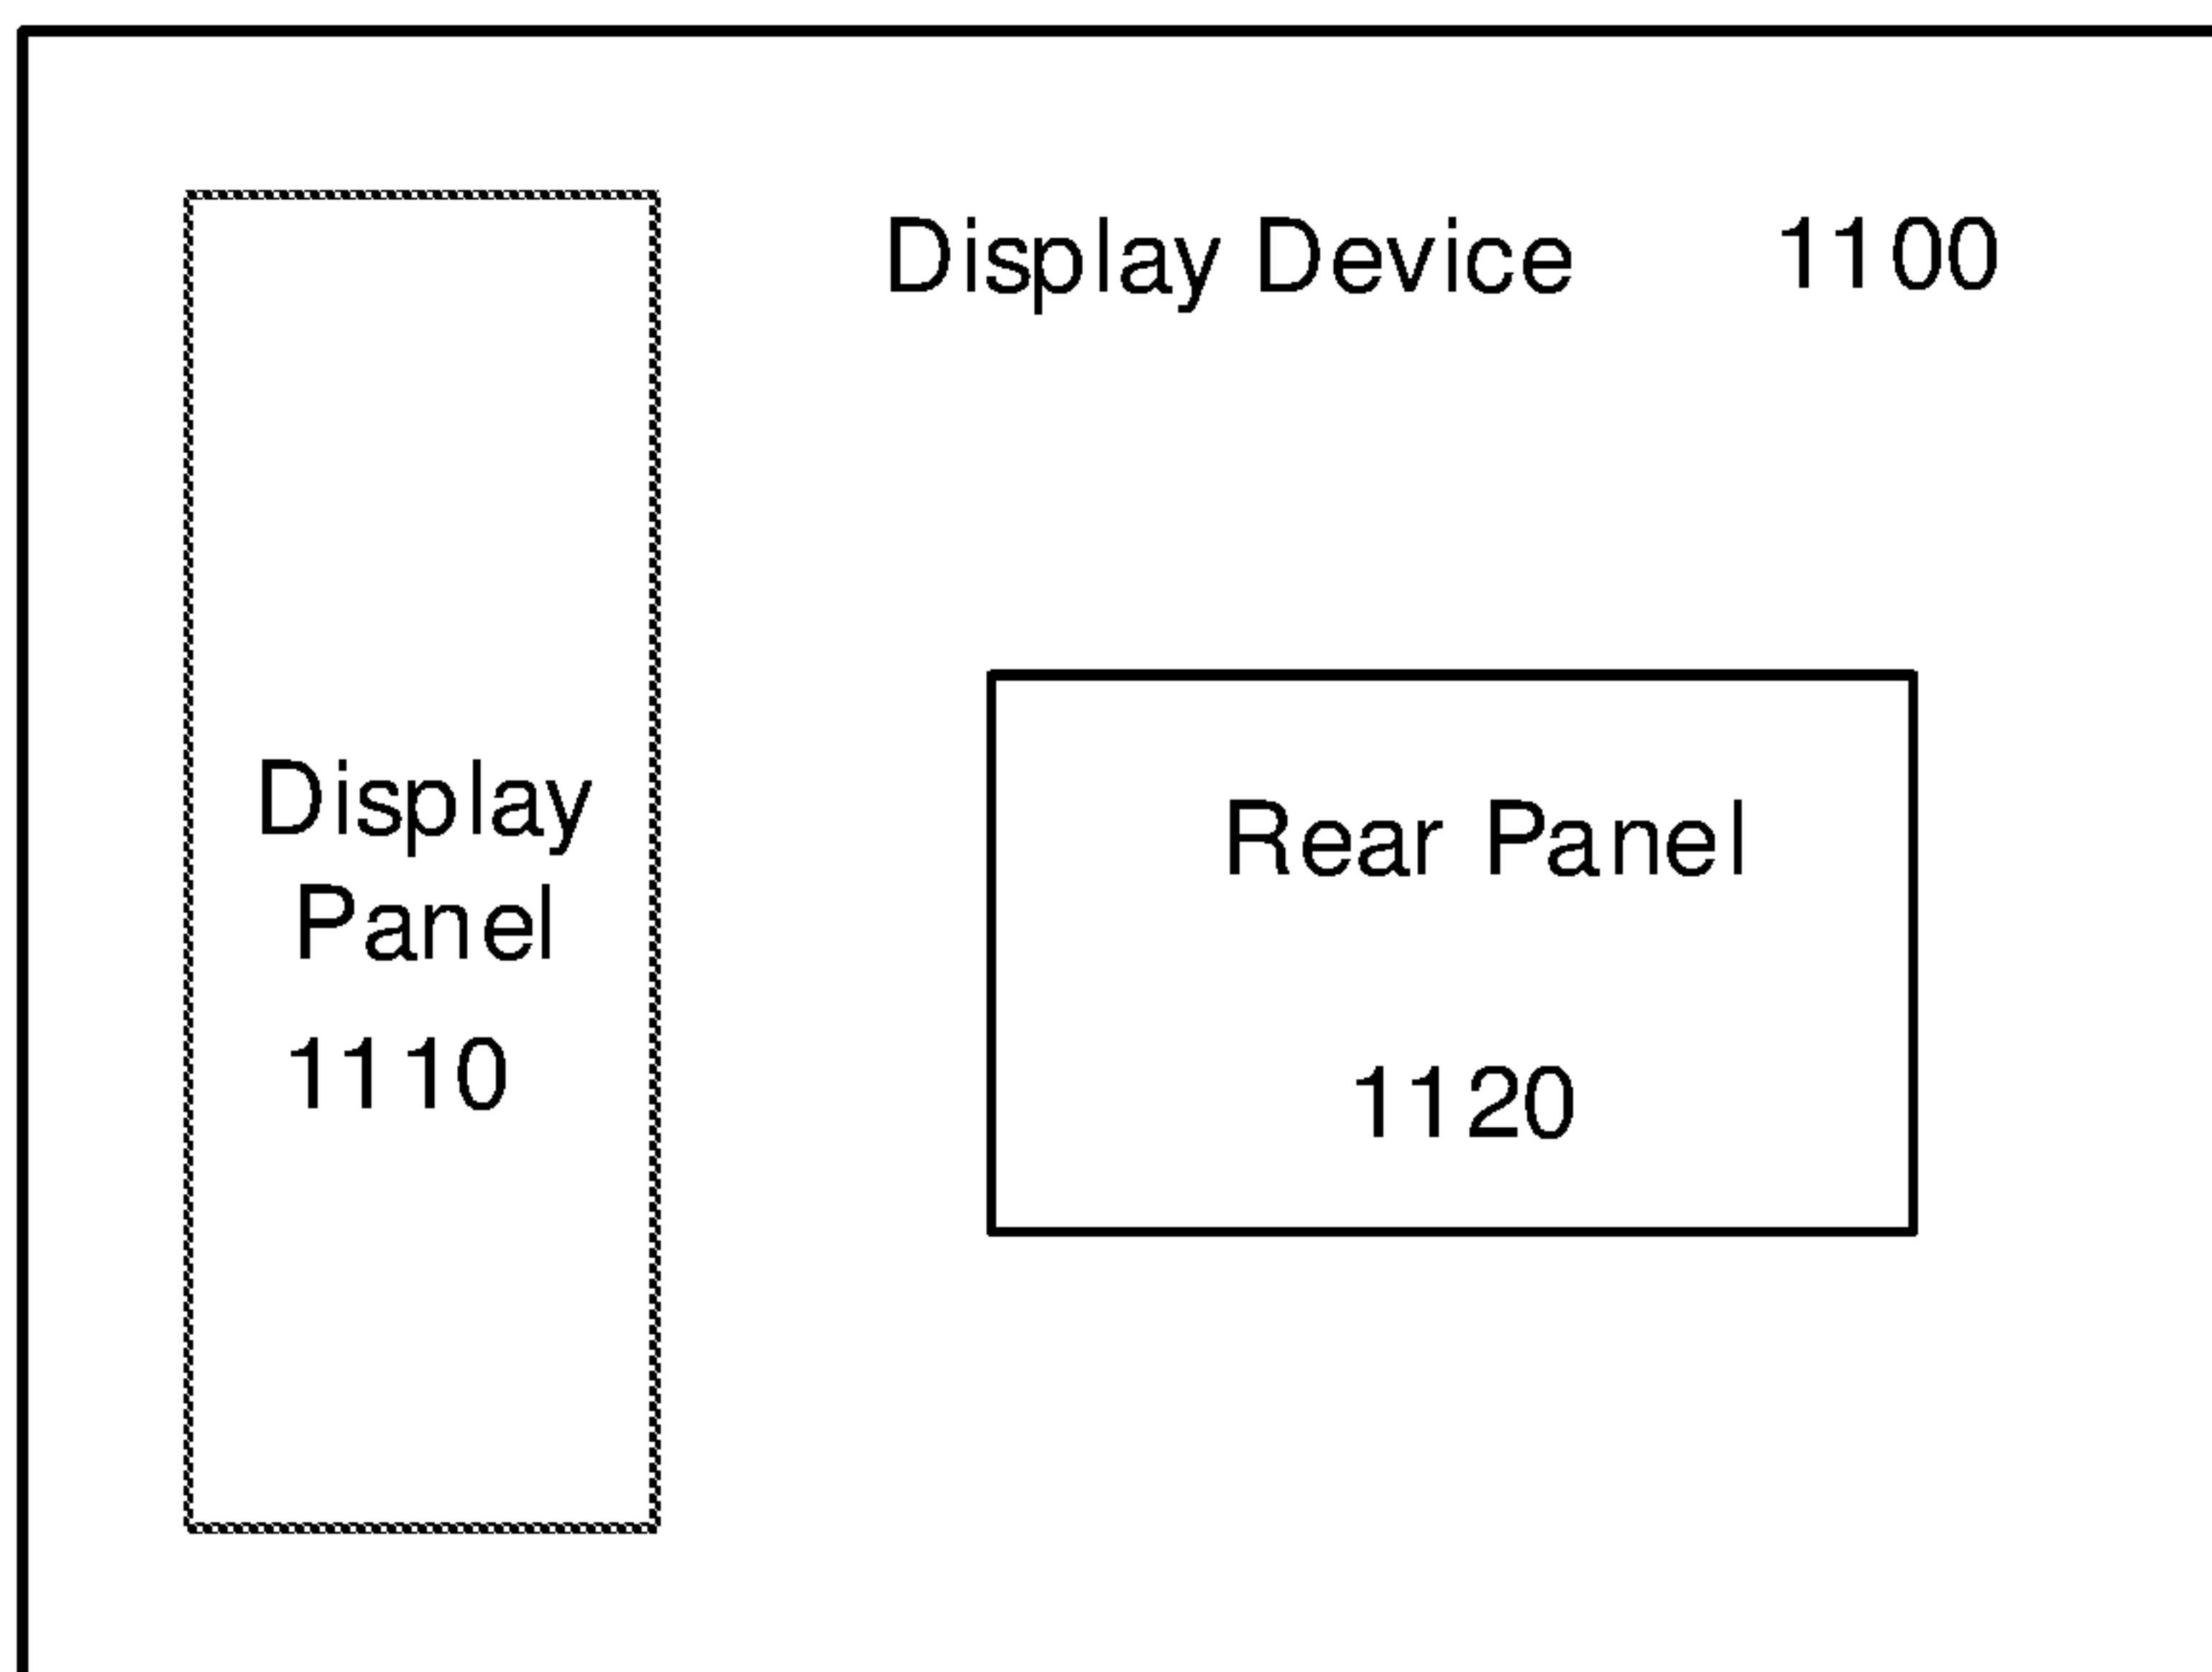 Display Device 1100
Display
Panel
1110
Rear Panel
1120